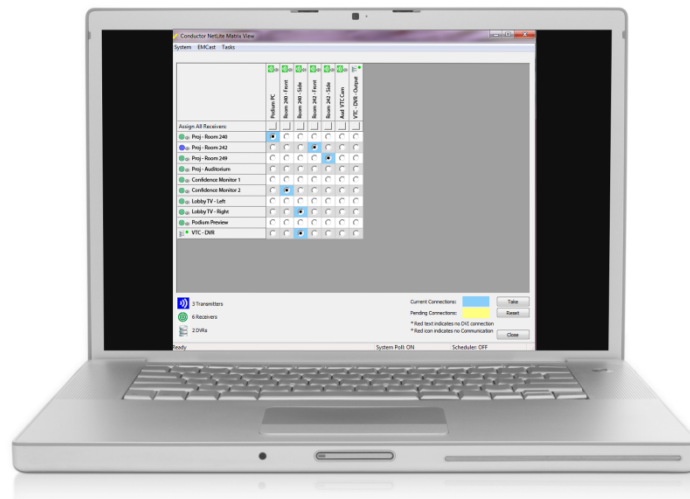 Conductor NetLite Matrix View
System EMCast Tasks
Podium PC
Room 240 - Front
Room 240 - Side
Room 242 - Front
Room 242 - Side
Aud VTC Cam
VTC - DVR - Output
Assign All Receivers:
Proj - Room 240
Proj - Room 242
Proj - Room 249
Proj - Auditorium
Confidence Monitor 1
Confidence Monitor 2
Lobby TV - Left
Lobby TV - Right
Podium Preview
VTC - DVR
3 Transmitters
6 Receivers
2 DVRs
Current Connections:
Take
Pending Connections:
Reset
* Red text indicates no DVI connection
* Red icon indicates no Communication
Close
Ready
System Poll: ON
Scheduler: OFF